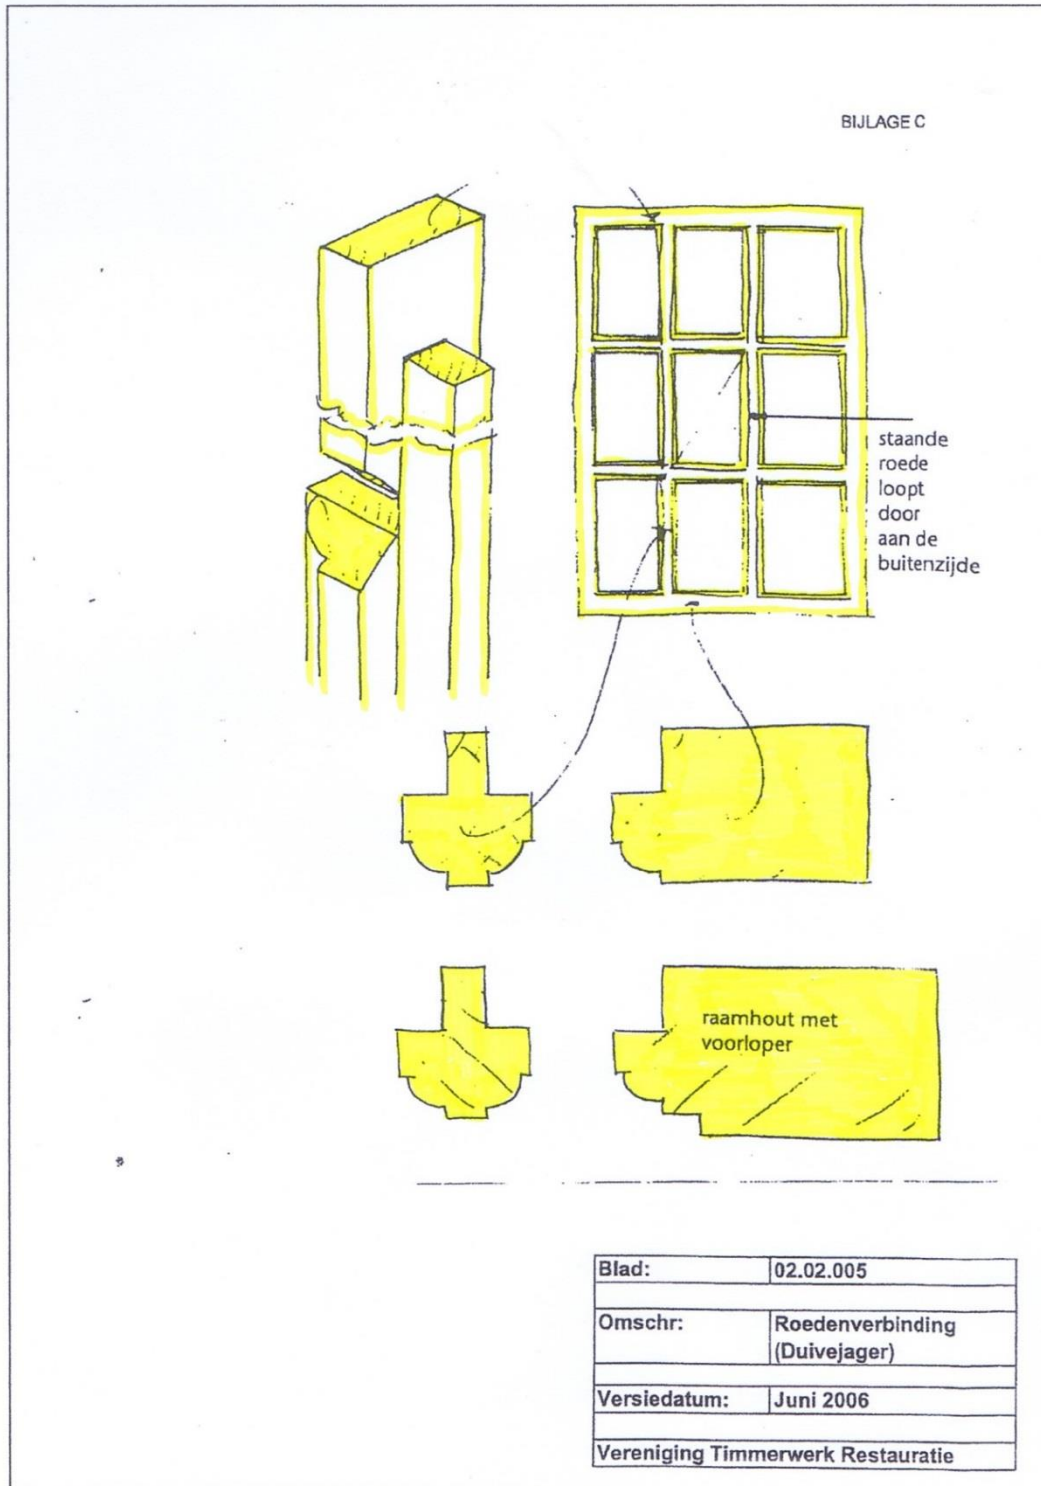 BIJLAGE C
staande
roede
loopt
door
aan de
buitenzijde
raamhout met
voorloper
Blad: 02.02.005
Omschr: Roedenverbinding
(Duivejager)
Versiedatum: Juni 2006
Vereniging Timmerwerk Restauratie